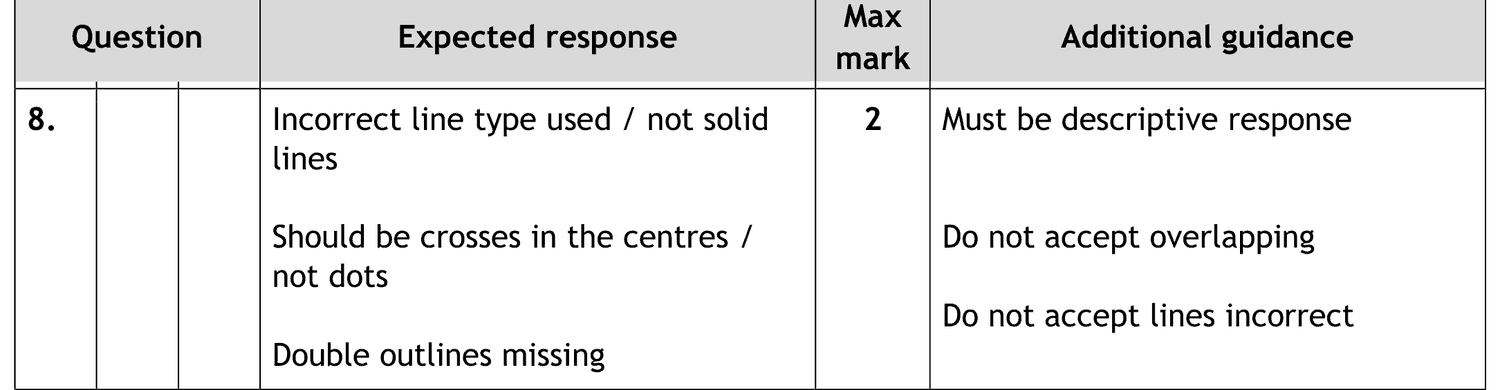 Question
Expected response
Max
mark
Additional guidance
8.
Incorrect line type used / not solid
lines
Should be crosses in the centres /
not dots
Double outlines missing
2
Must be descriptive response
Do not accept overlapping
Do not accept lines incorrect